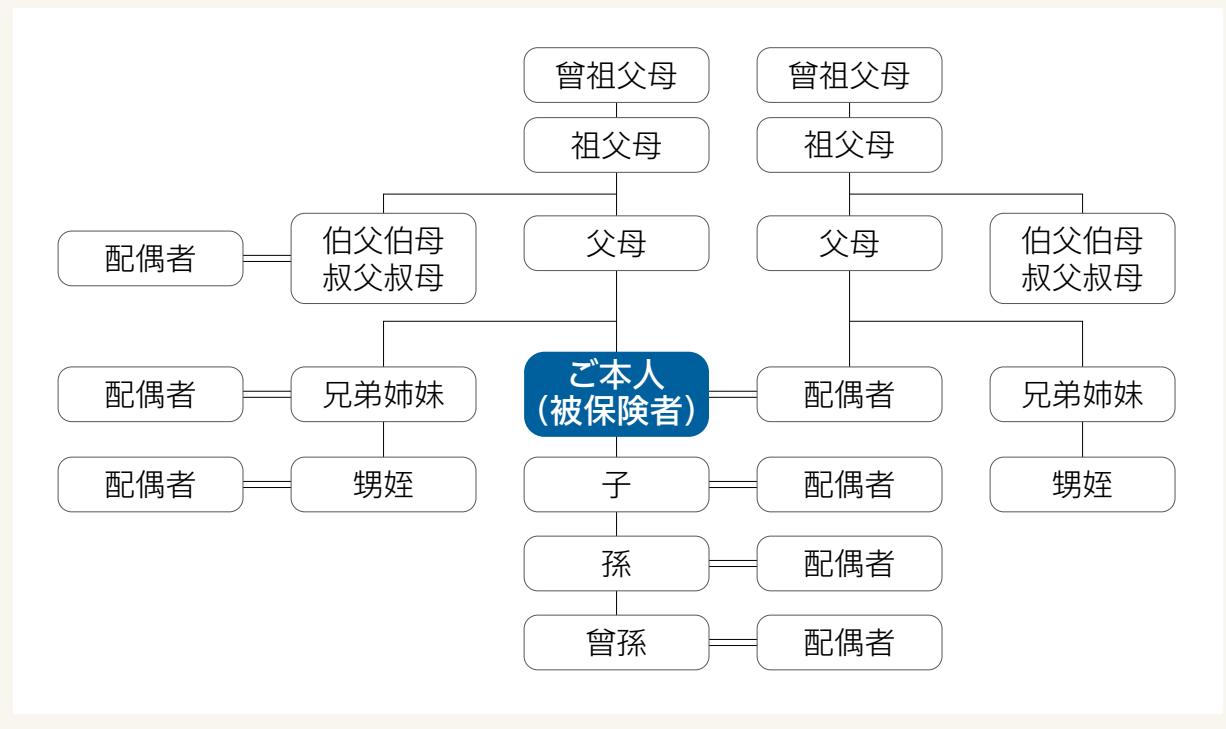 曾祖父母
曾祖父母
祖父母
祖父母
配偶者
伯父伯母
叔父叔母
父母
父母
伯父伯母
叔父叔母
配偶者
兄弟姉妹
ご本人
（被保険者）
配偶者
兄弟姉妹
配偶者
甥姪
子
配偶者
甥姪
孫
配偶者
曾孫
配偶者